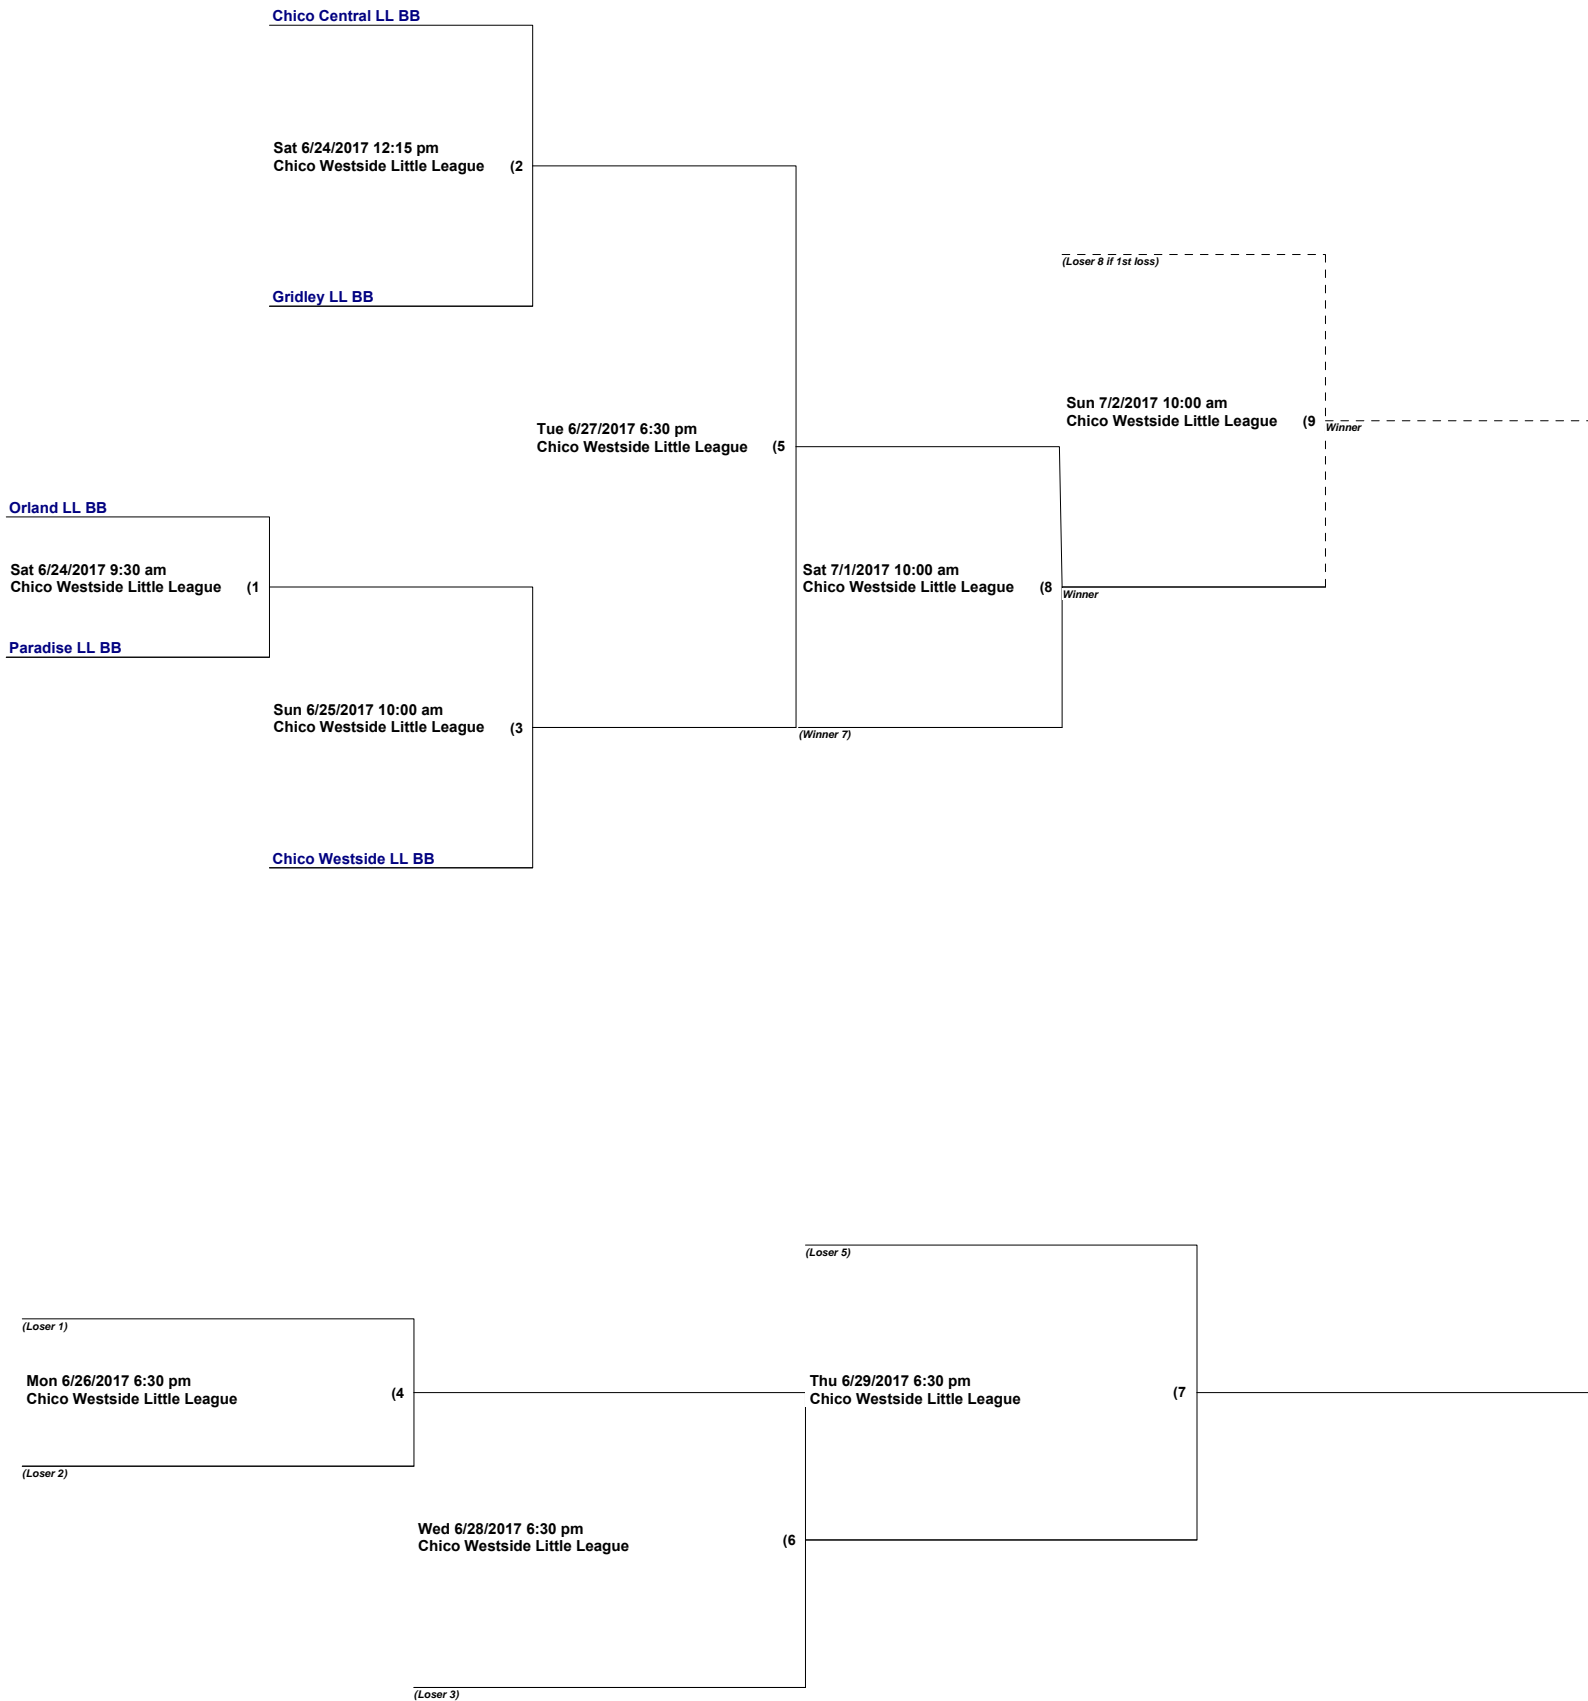 Chico Central LL BB
Sat 6/24/2017 12:15 pm
Chico Westside Little League (2
Gridley LL BB
(Loser 8 if 1st loss)
Sun 7/2/2017 10:00 am
Chico Westside Little League (9
Winner
Tue 6/27/2017 6:30 pm
Chico Westside Little League (5
Orland LL BB
Sat 6/24/2017 9:30 am
Chico Westside Little League (1
Sat 7/1/2017 10:00 am
Chico Westside Little League (8
Winner
Paradise LL BB
Sun 6/25/2017 10:00 am
Chico Westside Little League (3
(Winner 7)
Chico Westside LL BB
(Loser 5)
(Loser 1)
Mon 6/26/2017 6:30 pm
Chico Westside Little League (4
Thu 6/29/2017 6:30 pm
Chico Westside Little League (7
(Loser 2)
Wed 6/28/2017 6:30 pm
Chico Westside Little League (6
(Loser 3)